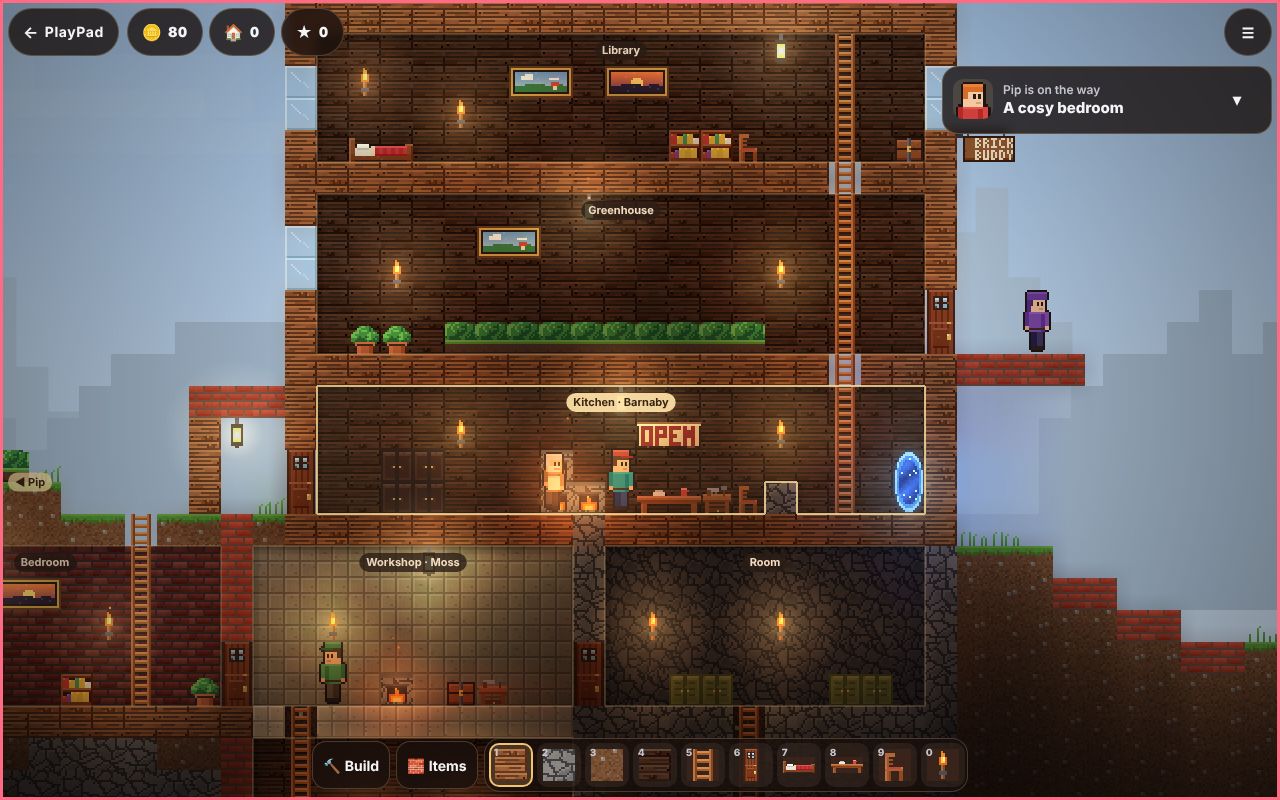 ← PlayPad
80
0
★ 0
Library
Pip is on the way
A cosy bedroom
BRICK
BUDDY
Greenhouse
Kitchen · Barnaby
OPEN
◀ Pip
Bedroom
Workshop · Moss
Room
Build
Items
1
2
3
4
5
6
7
8
9
0